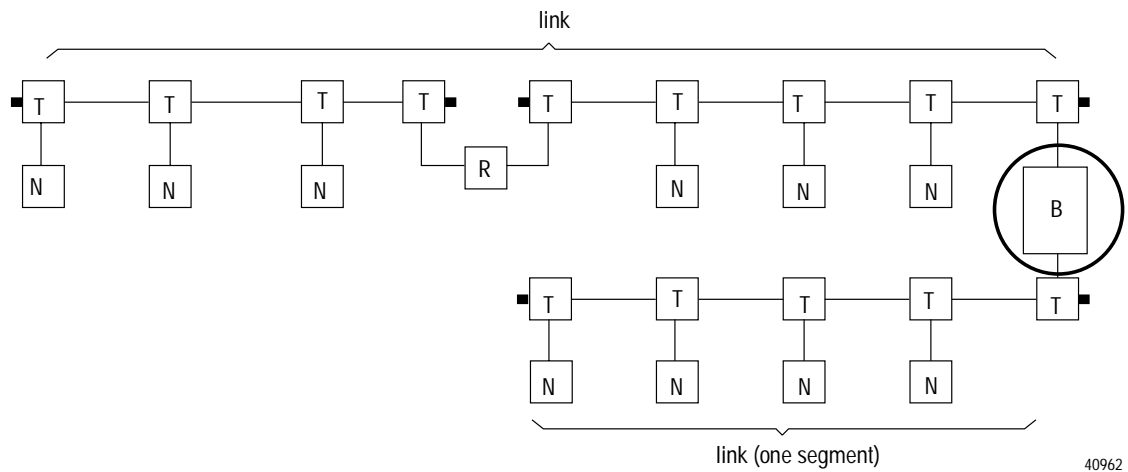 link
T T T T T T T T T
N N N R N N N B
T T T T T
N N N N
link (one segment)
40962